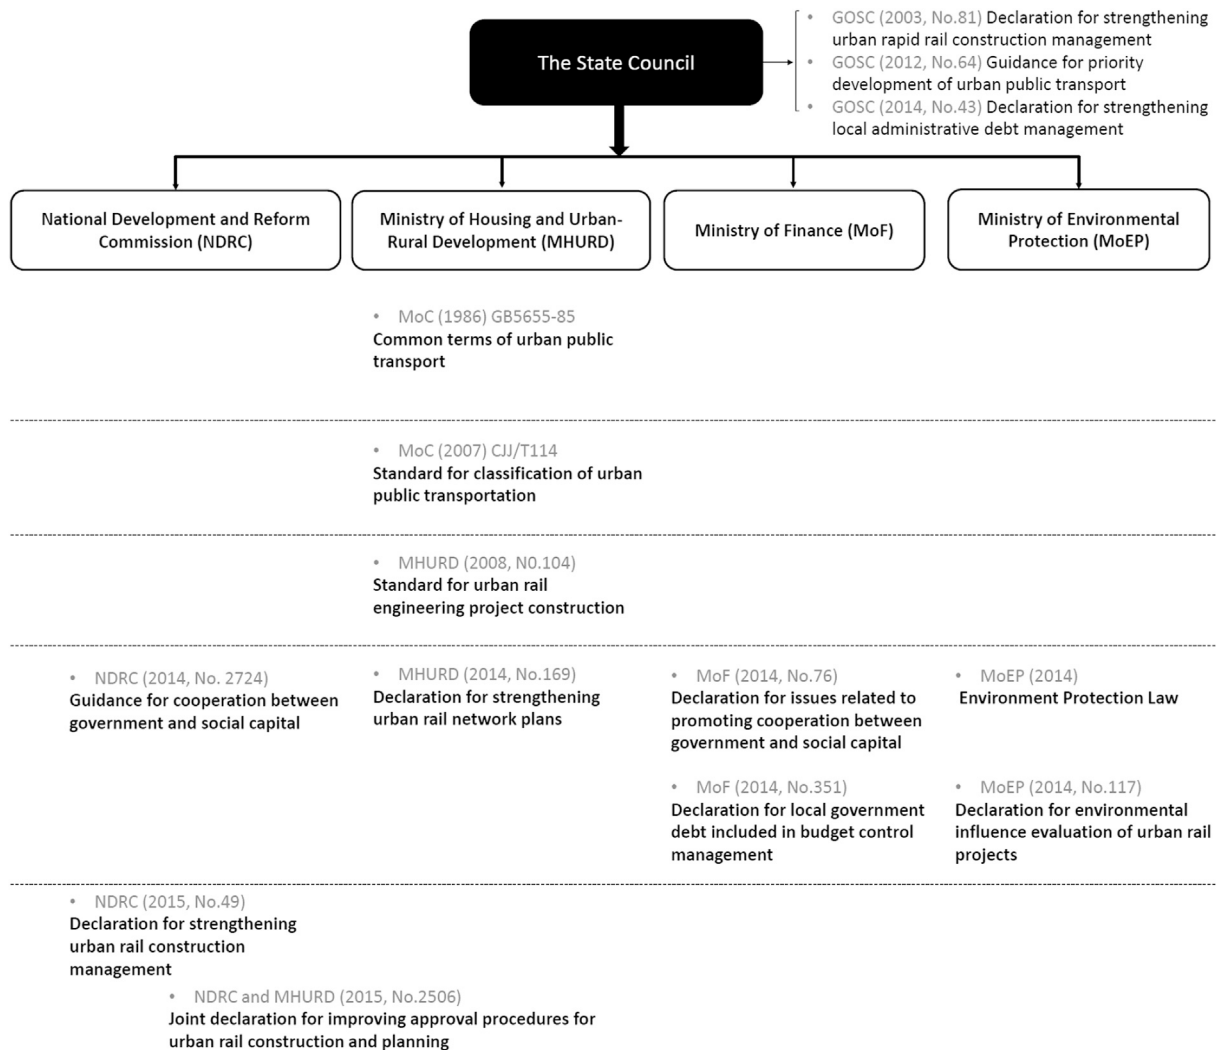 The State Council
• GOSC (2003, No.81) Declaration for strengthening
urban rapid rail construction management
• GOSC (2012, No.64) Guidance for priority
development of urban public transport
• GOSC (2014, No.43) Declaration for strengthening
local administrative debt management
National Development and Reform
Commission (NDRC)
Ministry of Housing and Urban-
Rural Development (MHURD)
Ministry of Finance (MoF)
Ministry of Environmental
Protection (MoEP)
• MoC (1986) GB5655-85
Common terms of urban public
transport
• MoC (2007) CJJ/T114
Standard for classification of urban
public transportation
• MHURD (2008, N0.104)
Standard for urban rail
engineering project construction
• NDRC (2014, No. 2724)
Guidance for cooperation between
government and social capital
• MHURD (2014, No.169)
Declaration for strengthening
urban rail network plans
• MoF (2014, No.76)
Declaration for issues related to
promoting cooperation between
government and social capital
• MoEP (2014)
Environment Protection Law
• MoF (2014, No.351)
Declaration for local government
debt included in budget control
management
• MoEP (2014, No.117)
Declaration for environmental
influence evaluation of urban rail
projects
• NDRC (2015, No.49)
Declaration for strengthening
urban rail construction
management
• NDRC and MHURD (2015, No.2506)
Joint declaration for improving approval procedures for
urban rail construction and planning